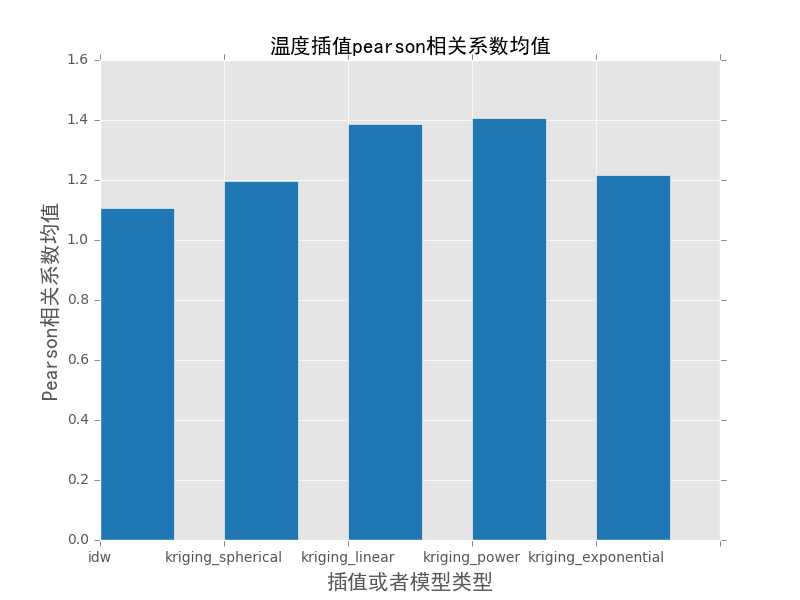 温度插值pearson相关系数均值
1.6
1.4
1.2
1.0
0.8
0.6
0.4
0.2
0.0
Pearson相关系数均值
idw kriging_spherical kriging_linear kriging_power kriging_exponential
插值或者模型类型